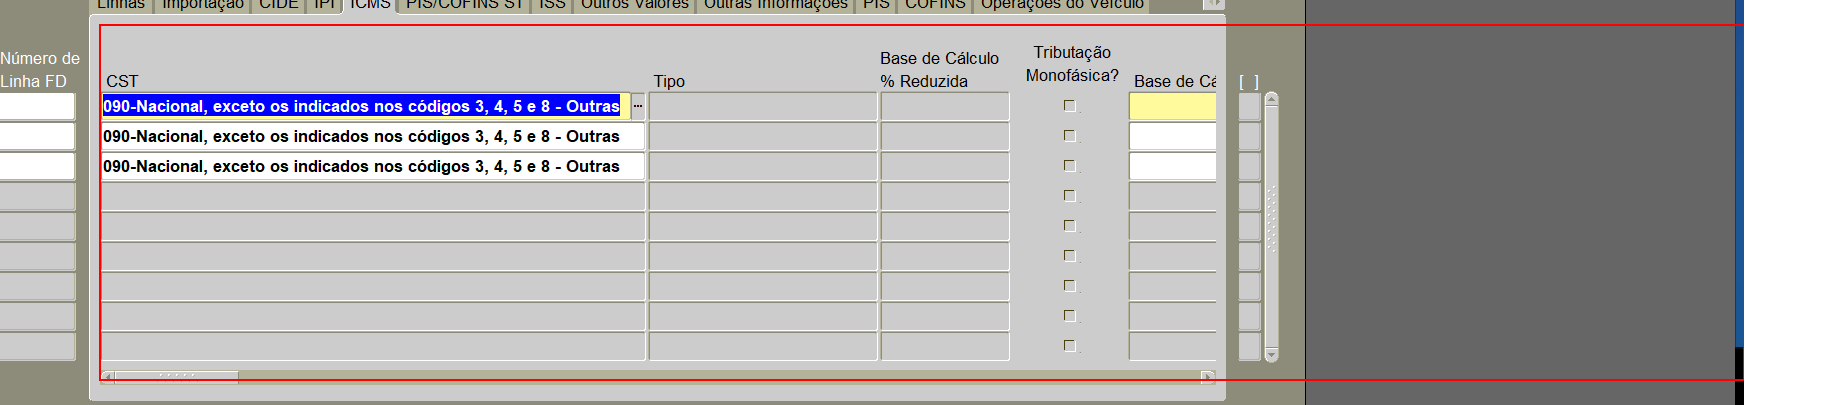 Linhas Importação CIDE IPI ICMS PIS/COFINS ST ISS Outros Valores Outras Informações PIS COFINS Operações do Veículo
Número de
Linha FD
CST Tipo Base de Cálculo
% Reduzida Tributação
Monofásica? Base de Cá [ ]
090-Nacional, exceto os indicados nos códigos 3, 4, 5 e 8 - Outras ...
090-Nacional, exceto os indicados nos códigos 3, 4, 5 e 8 - Outras
090-Nacional, exceto os indicados nos códigos 3, 4, 5 e 8 - Outras